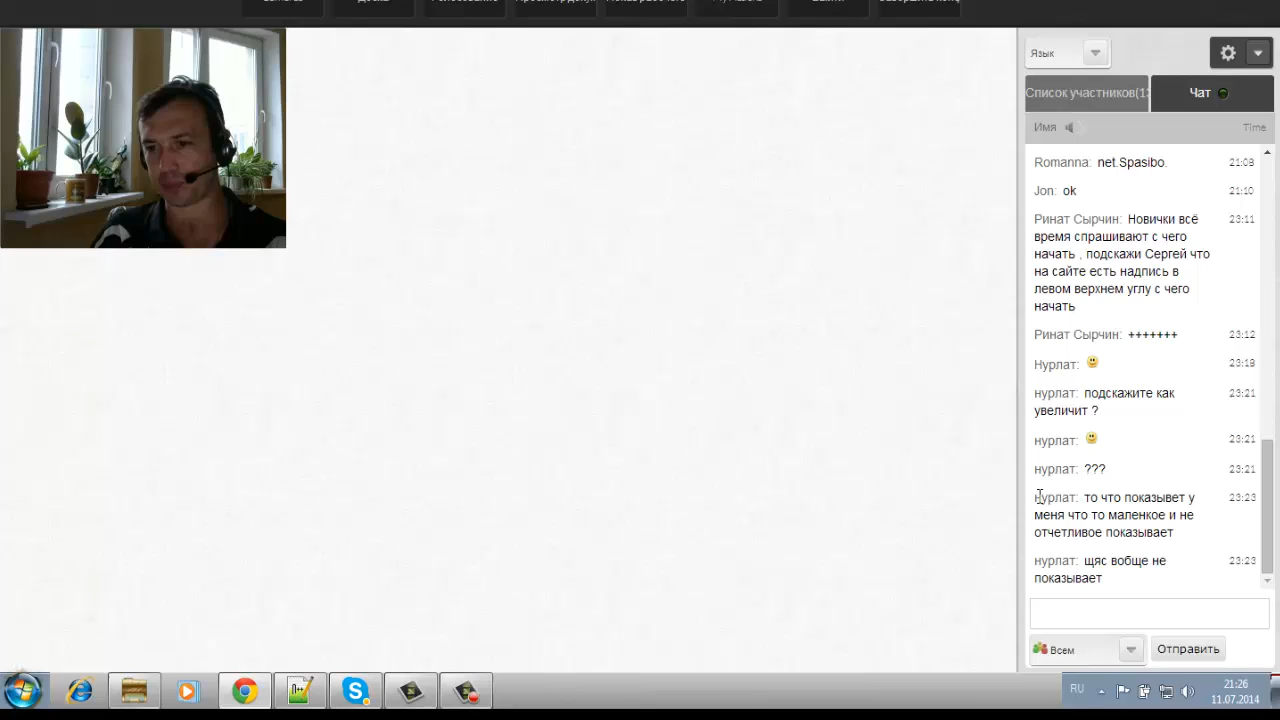 Язык
Список участников(1
Чат
Имя
Time
Romanna: net.Spasibo. 21:08
Jon: ok 21:10
Ринат Сырчин: Новички всё 23:11
время спрашивают с чего
начать , подскажи Сергей что
на сайте есть надпись в
левом верхнем углу с чего
начать
Ринат Сырчин: +++++++ 23:12
Нурлат: 23:18
нурлат: подскажите как 23:21
увеличит ?
нурлат: 23:21
нурлат: ??? 23:21
нурлат: то что показывет у 23:23
меня что то маленкое и не
отчетливое показывает
нурлат: щяс вобще не 23:23
показывает
Всем
Отправить
RU
21:26
11.07.2014